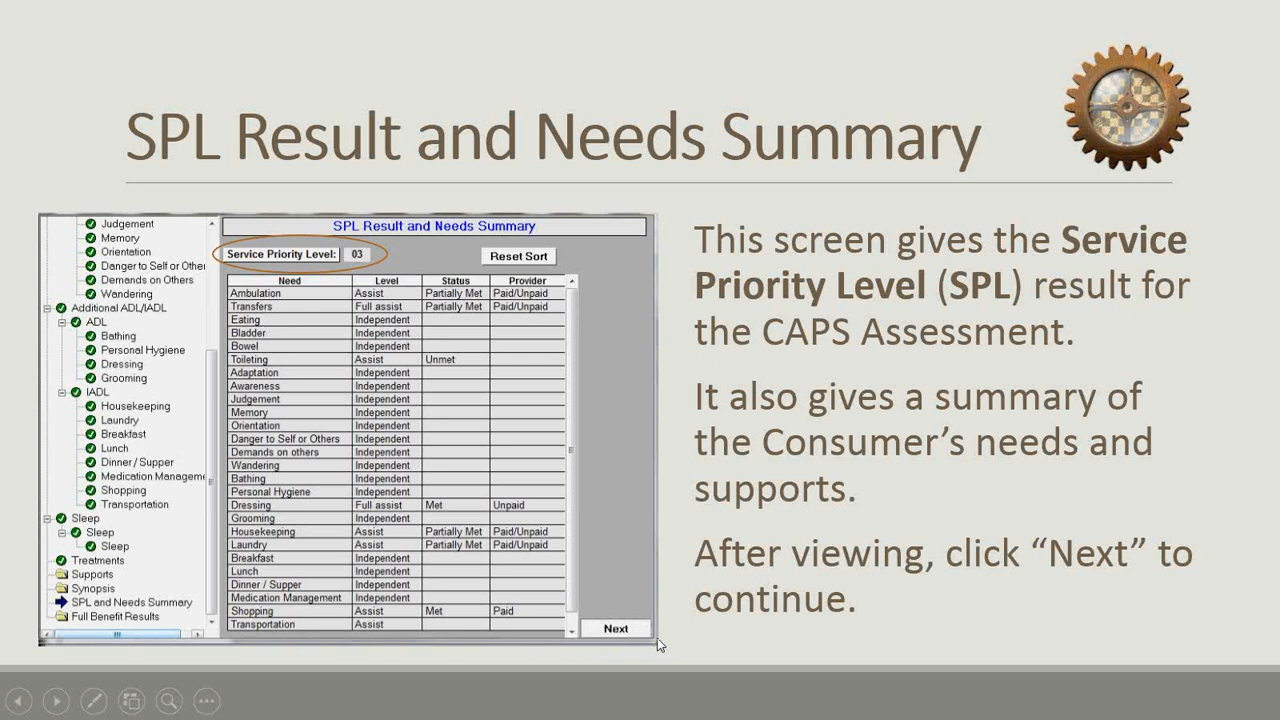 SPL Result and Needs Summary
Judgement
Memory
Orientation
Danger to Self or Other
Demands on Others
Wandering
Additional ADL/IADL
ADL
Bathing
Personal Hygiene
Dressing
Grooming
IADL
Housekeeping
Laundry
Breakfast
Lunch
Dinner / Supper
Medication Manageme
Shopping
Transportation
Sleep
Sleep
Sleep
Treatments
Supports
Synopsis
SPL and Needs Summary
Full Benefit Results
SPL Result and Needs Summary
Service Priority Level: 03 Reset Sort
Need Level Status Provider
Ambulation Assist Partially Met Paid/Unpaid
Transfers Full assist Partially Met Paid/Unpaid
Eating Independent
Bladder Independent
Bowel Independent
Toileting Assist Unmet
Adaptation Independent
Awareness Independent
Judgement Independent
Memory Independent
Orientation Independent
Danger to Self or Others Independent
Demands on others Independent
Wandering Independent
Bathing Independent
Personal Hygiene Independent
Dressing Full assist Met Unpaid
Grooming Independent
Housekeeping Assist Partially Met Paid/Unpaid
Laundry Assist Partially Met Paid/Unpaid
Breakfast Independent
Lunch Independent
Dinner / Supper Independent
Medication Management Independent
Shopping Assist Met Paid
Transportation Assist
Next
This screen gives the Service
Priority Level (SPL) result for
the CAPS Assessment.
It also gives a summary of
the Consumer’s needs and
supports.
After viewing, click “Next” to
continue.